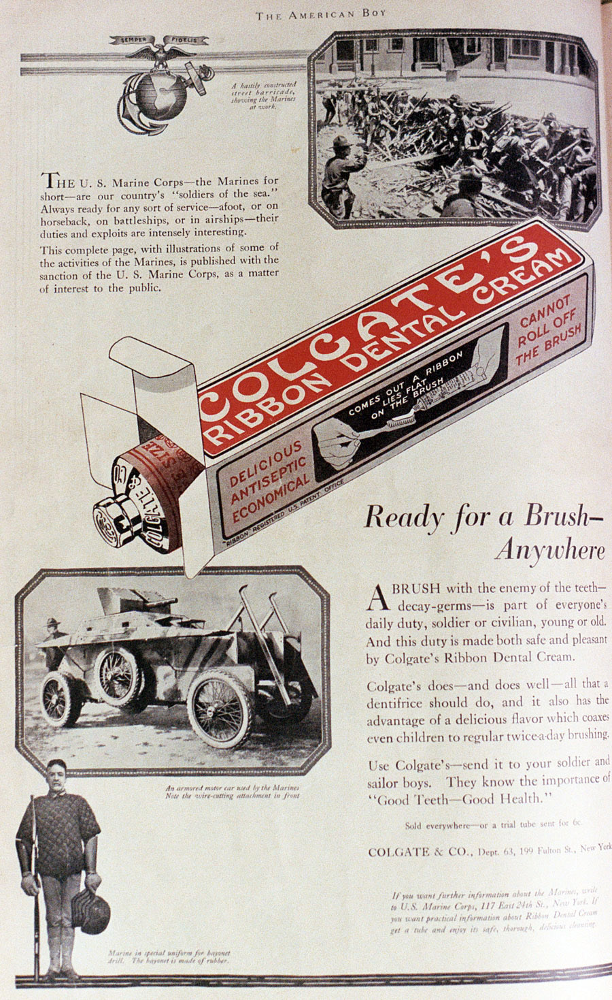 THE AMERICAN BOY
SEMPER FIDELIS
A hastily constructed
street barricade,
showing the Marines
at work.
THE U. S. Marine Corps—the Marines for
short—are our country's "soldiers of the sea."
Always ready for any sort of service—afoot, or on
horseback, on battleships, or in airships—their
duties and exploits are intensely interesting.
This complete page, with illustrations of some of
the activities of the Marines, is published with the
sanction of the U. S. Marine Corps, as a matter
of interest to the public.
COLGATE'S
RIBBON DENTAL CREAM
CANNOT
ROLL OFF
THE BRUSH
COMES OUT A RIBBON
LIES FLAT
ON THE BRUSH
DELICIOUS
ANTISEPTIC
ECONOMICAL
"RIBBON" REGISTERED U.S. PATENT OFFICE
SIZE
COLGATE & CO
Ready for a Brush—
Anywhere
A BRUSH with the enemy of the teeth—
decay-germs—is part of everyone's
daily duty, soldier or civilian, young or old.
And this duty is made both safe and pleasant
by Colgate's Ribbon Dental Cream.
Colgate's does—and does well—all that a
dentifrice should do, and it also has the
advantage of a delicious flavor which coaxes
even children to regular twice-a-day brushing.
Use Colgate's—send it to your soldier and
sailor boys. They know the importance of
"Good Teeth—Good Health."
Sold everywhere—or a trial tube sent for 6c.
COLGATE & CO., Dept. 63, 199 Fulton St., New York
An armored motor car used by the Marines
Note the wire-cutting attachment in front
If you want further information about the Marines, write
to U.S. Marine Corps, 117 East 24th St., New York. If
you want practical information about Ribbon Dental Cream
get a tube and enjoy its safe, thorough, delicious cleansing.
Marine in special uniform for bayonet
drill. The bayonet is made of rubber.